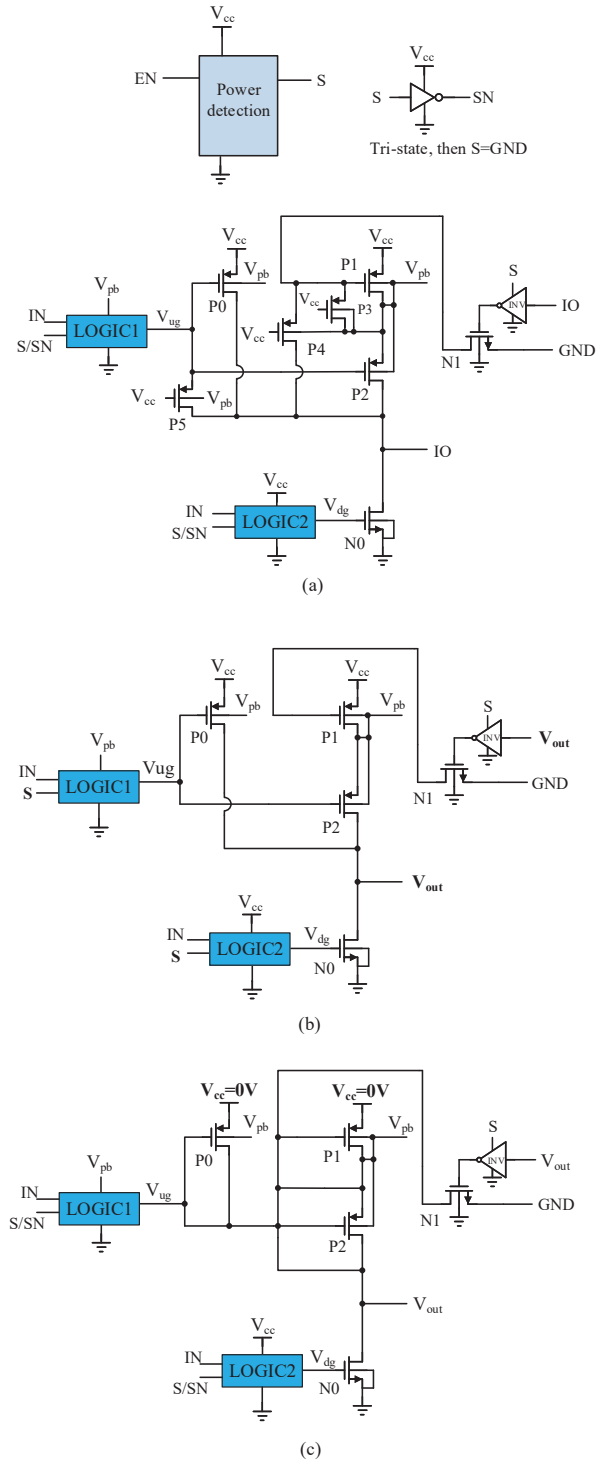 Vcc
EN
Power
detection
S
Vcc
S
SN
Tri-state, then S=GND
Vcc
Vpb
P0
Vcc
P1
Vpb
Vcc
P3
Vcc
P4
P2
S
INV
IO
N1
GND
Vpb
IN
S/SN
LOGIC1
Vug
Vcc
Vpb
P5
IO
Vcc
IN
S/SN
LOGIC2
Vdg
N0
(a)
Vcc
Vpb
P0
Vcc
P1
Vpb
P2
S
INV
Vout
N1
GND
Vpb
IN
S
LOGIC1
Vug
Vout
Vcc
IN
S
LOGIC2
Vdg
N0
(b)
Vcc=0V
Vpb
P0
Vcc=0V
P1
Vpb
P2
S
INV
Vout
N1
GND
Vpb
IN
S/SN
LOGIC1
Vug
Vout
Vcc
IN
S/SN
LOGIC2
Vdg
N0
(c)